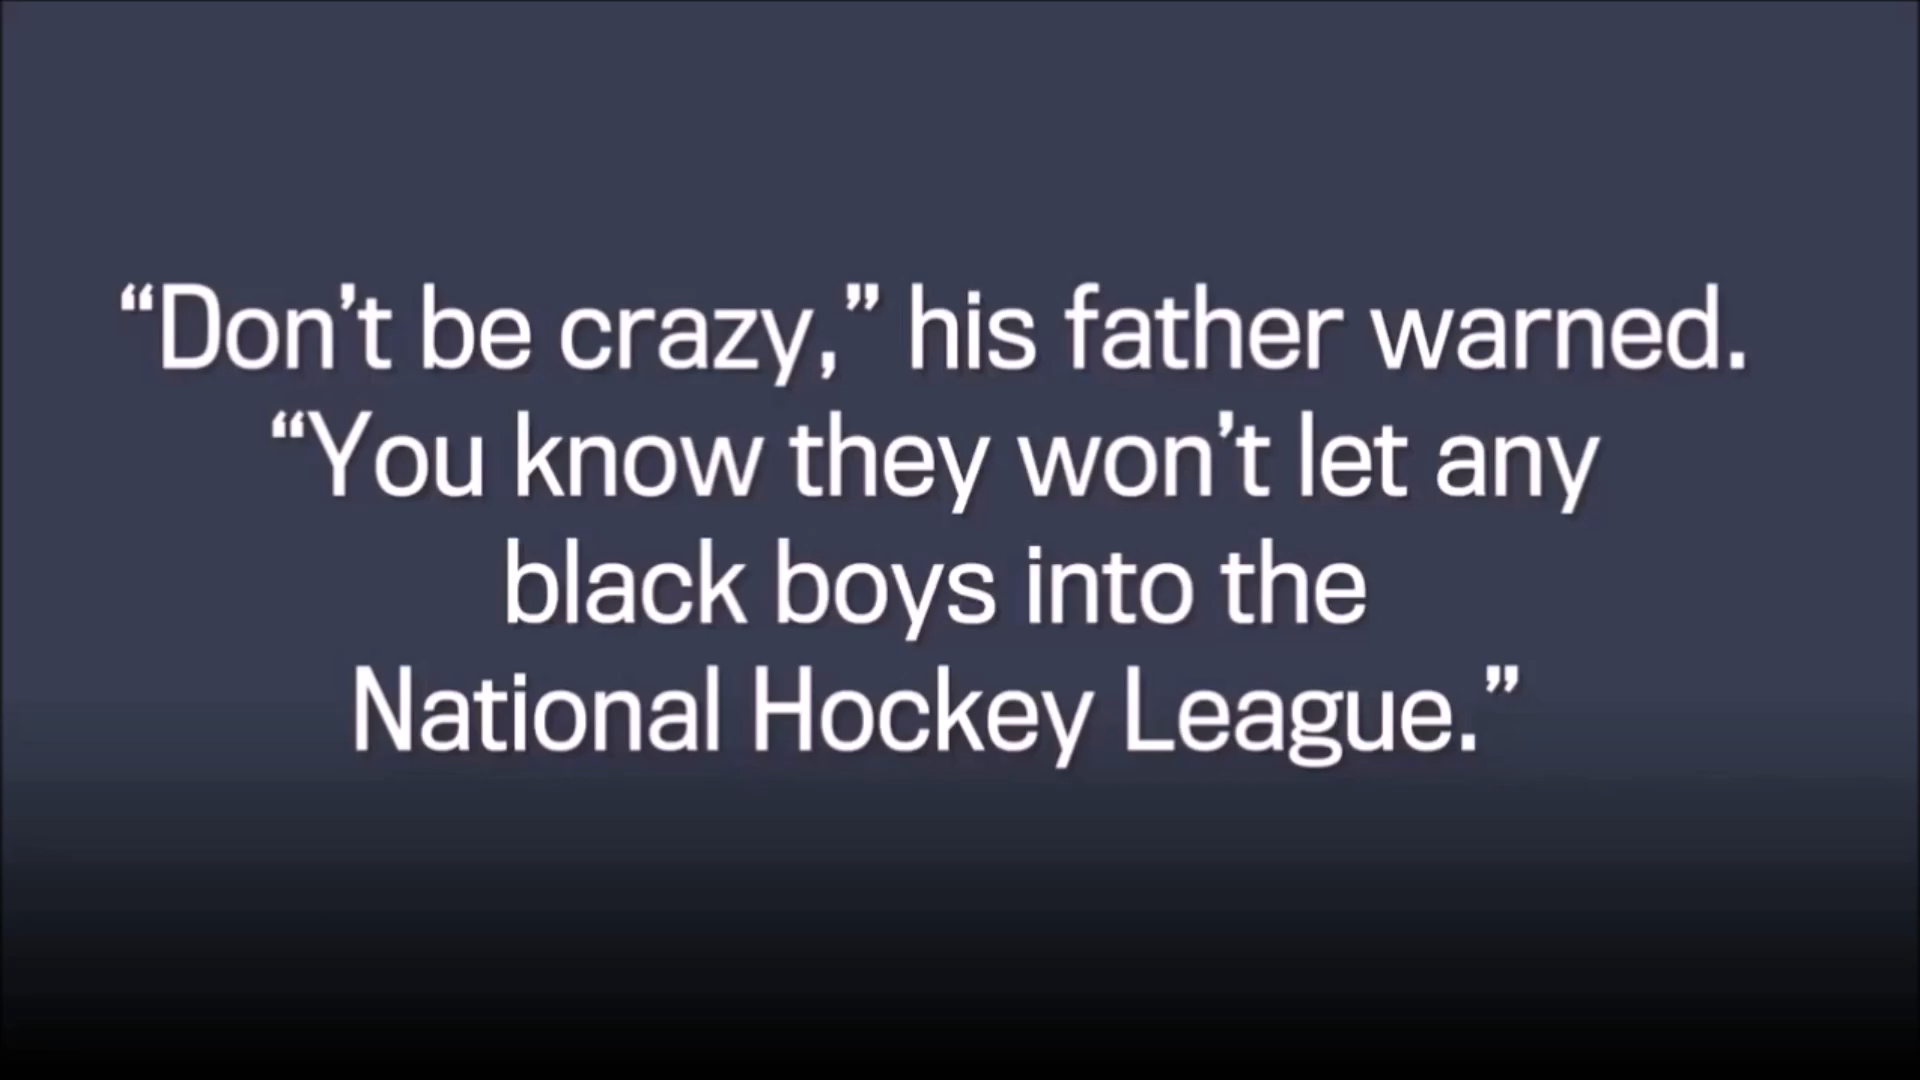 “Don’t be crazy,” his father warned.
“You know they won’t let any
black boys into the
National Hockey League.”